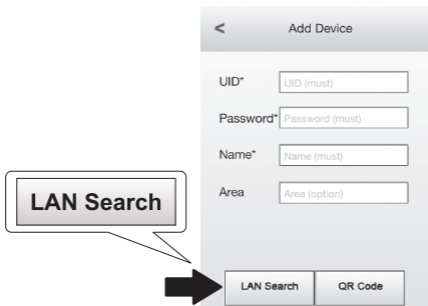 < Add Device
UID* UID (must)
Password* Password (must)
Name* Name (must)
Area Area (option)
LAN Search
LAN Search QR Code